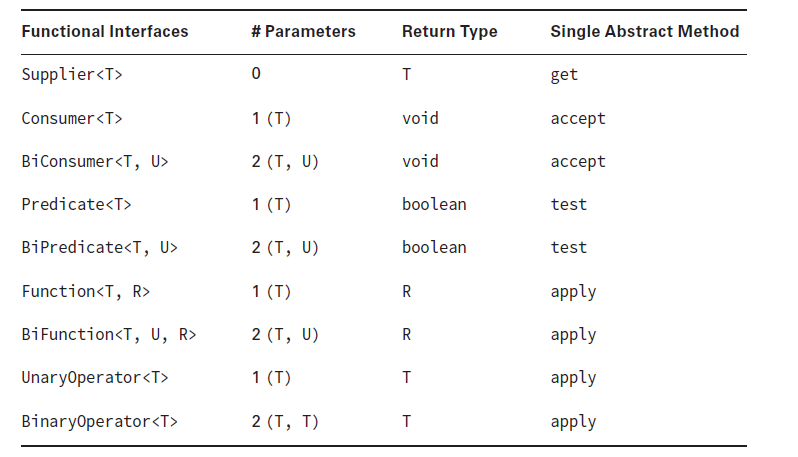 Functional Interfaces # Parameters Return Type Single Abstract Method
Supplier<T> 0 T get
Consumer<T> 1 (T) void accept
BiConsumer<T, U> 2 (T, U) void accept
Predicate<T> 1 (T) boolean test
BiPredicate<T, U> 2 (T, U) boolean test
Function<T, R> 1 (T) R apply
BiFunction<T, U, R> 2 (T, U) R apply
UnaryOperator<T> 1 (T) T apply
BinaryOperator<T> 2 (T, T) T apply